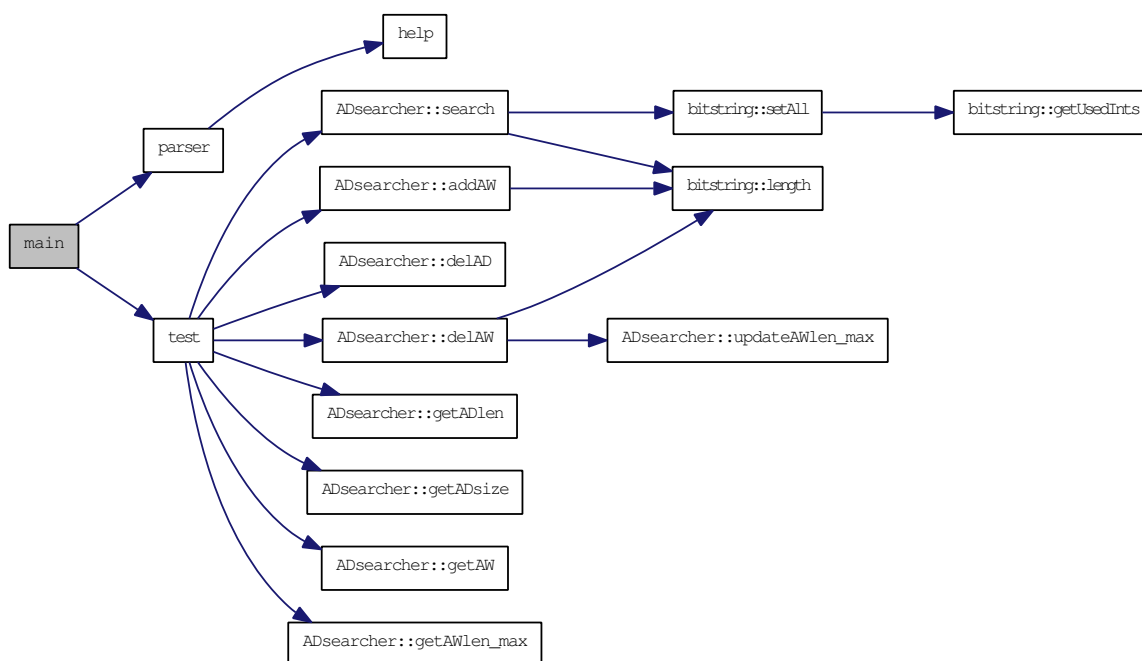 help
ADsearcher::search
bitstring::setAll
bitstring::getUsedInts
parser
ADsearcher::addAW
bitstring::length
main
ADsearcher::delAD
test
ADsearcher::delAW
ADsearcher::updateAWlen_max
ADsearcher::getADlen
ADsearcher::getADsize
ADsearcher::getAW
ADsearcher::getAWlen_max